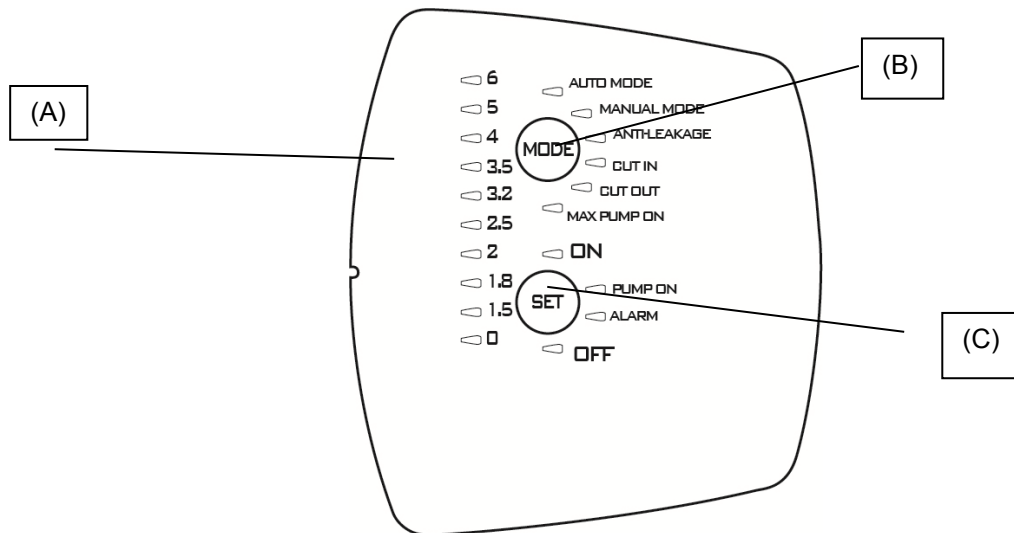 (A)
6
5
4
3.5
3.2
2.5
2
1.8
1.5
0
AUTO MODE
MANUAL MODE
ANTI-LEAKAGE
MODE
CUT IN
CUT OUT
MAX PUMP ON
ON
PUMP ON
SET
ALARM
OFF
(B)
(C)